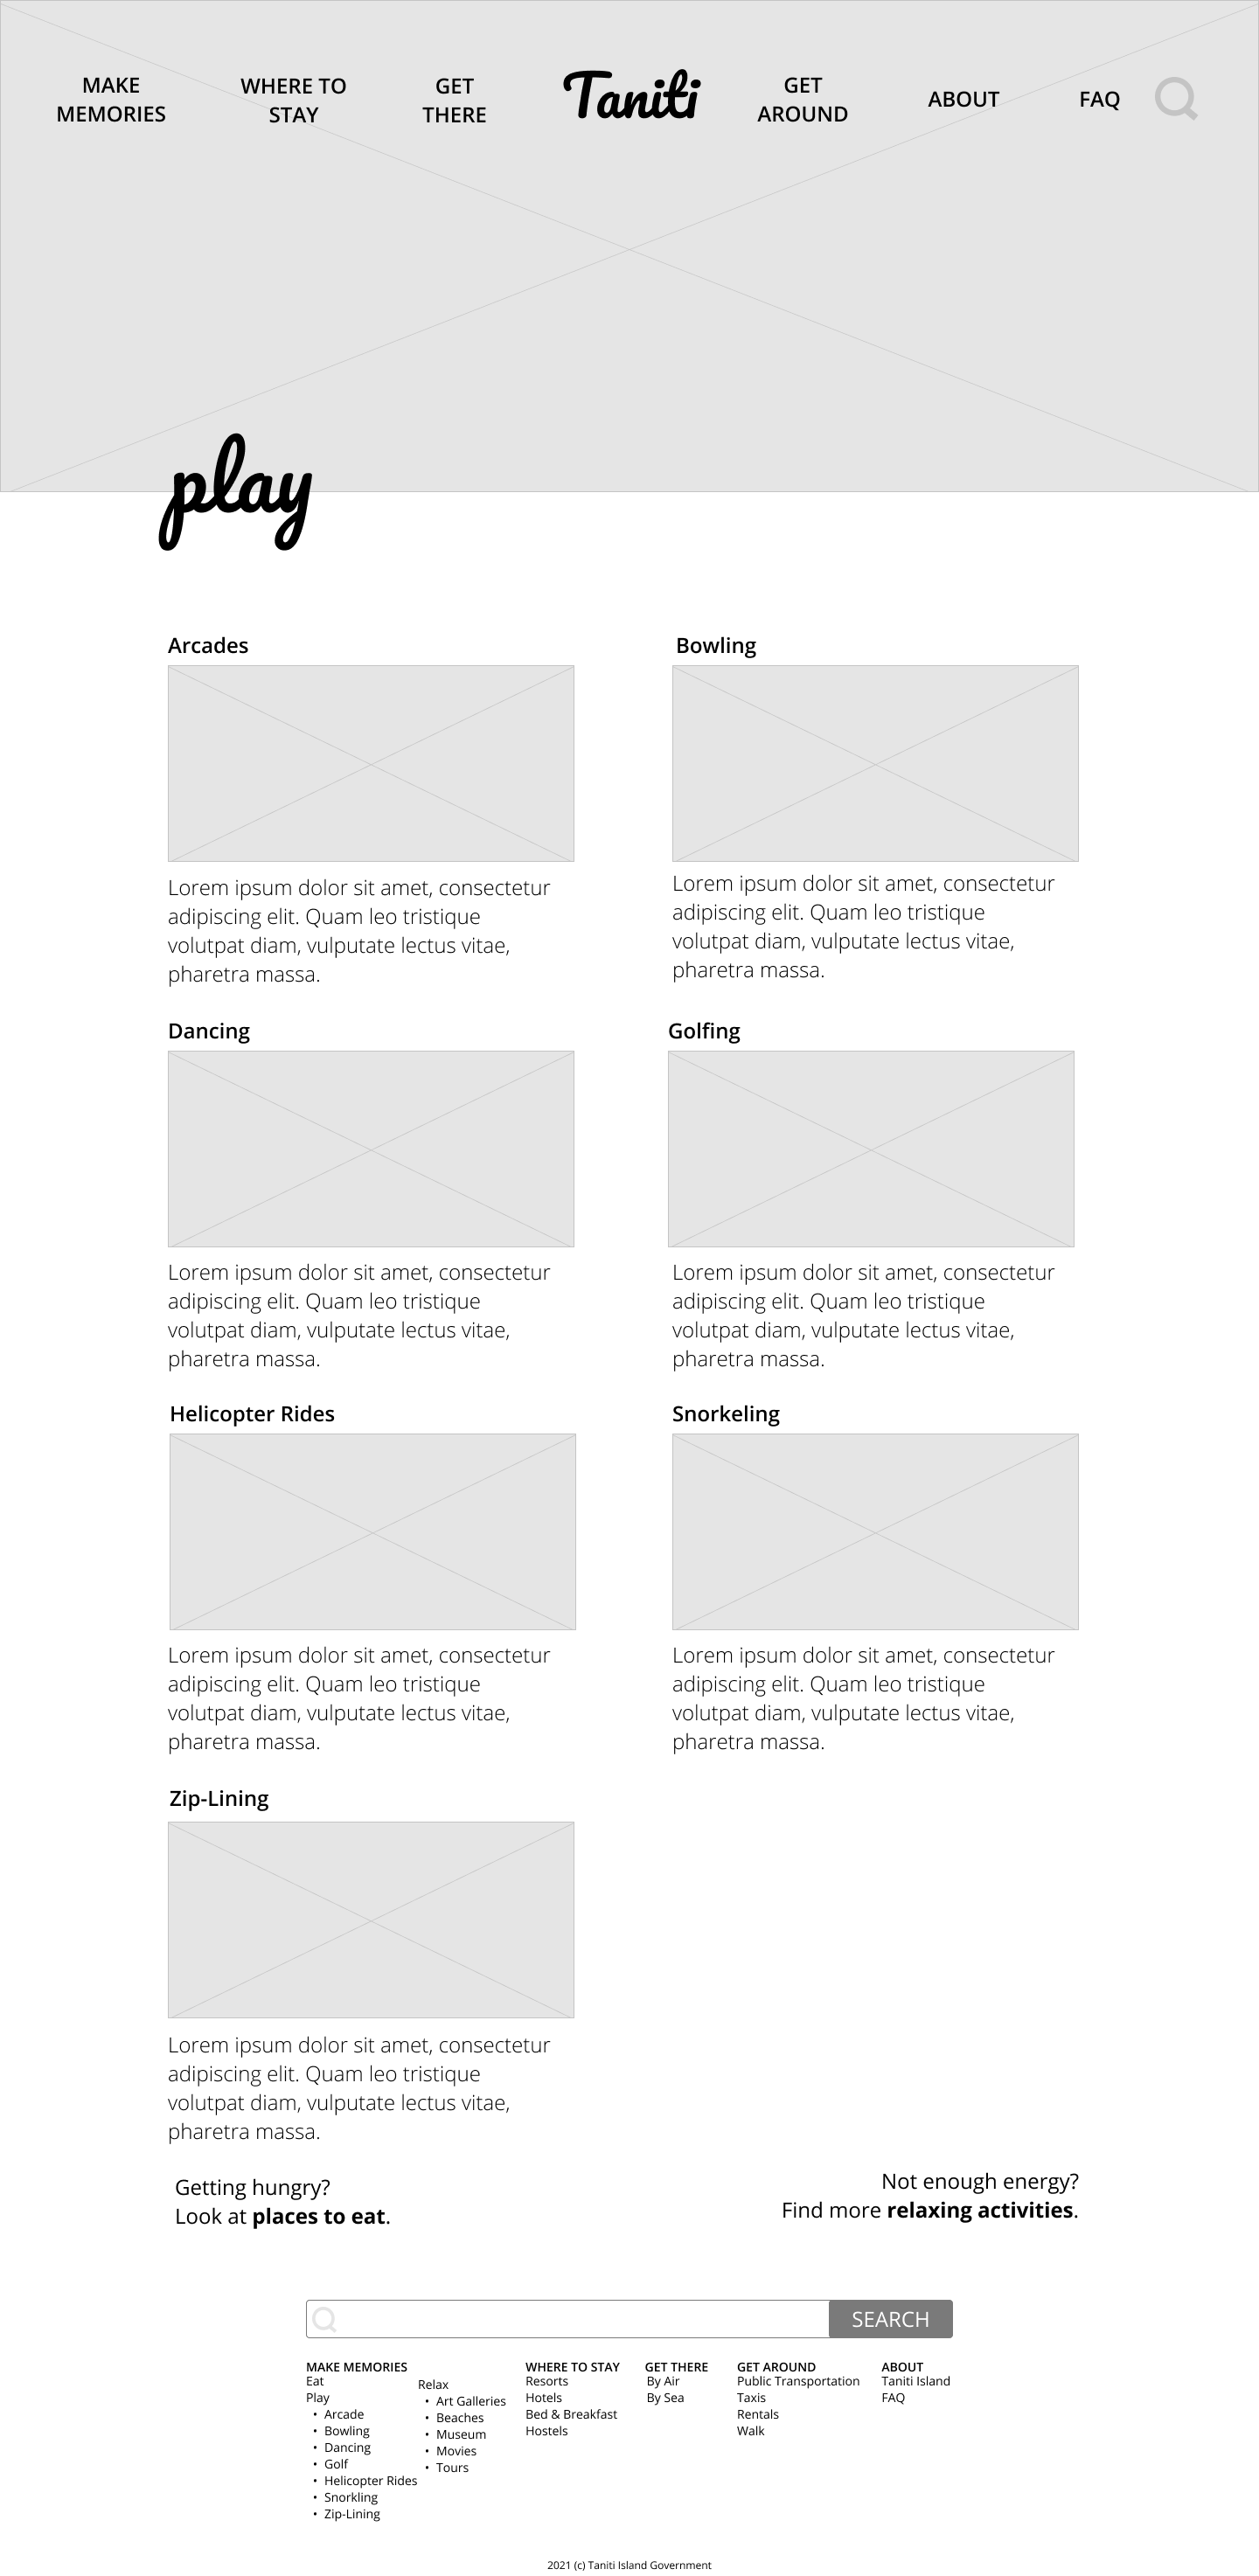 MAKE
MEMORIES
WHERE TO
STAY
GET
THERE
Taniti
GET
AROUND
ABOUT
FAQ
play
Arcades
Lorem ipsum dolor sit amet, consectetur
adipiscing elit. Quam leo tristique
volutpat diam, vulputate lectus vitae,
pharetra massa.
Bowling
Lorem ipsum dolor sit amet, consectetur
adipiscing elit. Quam leo tristique
volutpat diam, vulputate lectus vitae,
pharetra massa.
Dancing
Lorem ipsum dolor sit amet, consectetur
adipiscing elit. Quam leo tristique
volutpat diam, vulputate lectus vitae,
pharetra massa.
Golfing
Lorem ipsum dolor sit amet, consectetur
adipiscing elit. Quam leo tristique
volutpat diam, vulputate lectus vitae,
pharetra massa.
Helicopter Rides
Lorem ipsum dolor sit amet, consectetur
adipiscing elit. Quam leo tristique
volutpat diam, vulputate lectus vitae,
pharetra massa.
Snorkeling
Lorem ipsum dolor sit amet, consectetur
adipiscing elit. Quam leo tristique
volutpat diam, vulputate lectus vitae,
pharetra massa.
Zip-Lining
Lorem ipsum dolor sit amet, consectetur
adipiscing elit. Quam leo tristique
volutpat diam, vulputate lectus vitae,
pharetra massa.
Getting hungry?
Look at places to eat.
Not enough energy?
Find more relaxing activities.
SEARCH
MAKE MEMORIES
Eat
Play
• Arcade
• Bowling
• Dancing
• Golf
• Helicopter Rides
• Snorkling
• Zip-Lining
Relax
• Art Galleries
• Beaches
• Museum
• Movies
• Tours
WHERE TO STAY
Resorts
Hotels
Bed & Breakfast
Hostels
GET THERE
By Air
By Sea
GET AROUND
Public Transportation
Taxis
Rentals
Walk
ABOUT
Taniti Island
FAQ
2021 (c) Taniti Island Government